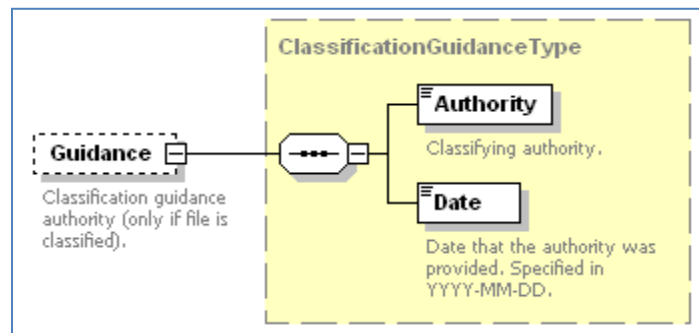 ClassificationGuidanceType
Authority
Classifying authority.
Guidance
Classification guidance
authority (only if file is
classified).
Date
Date that the authority was
provided. Specified in
YYYY-MM-DD.